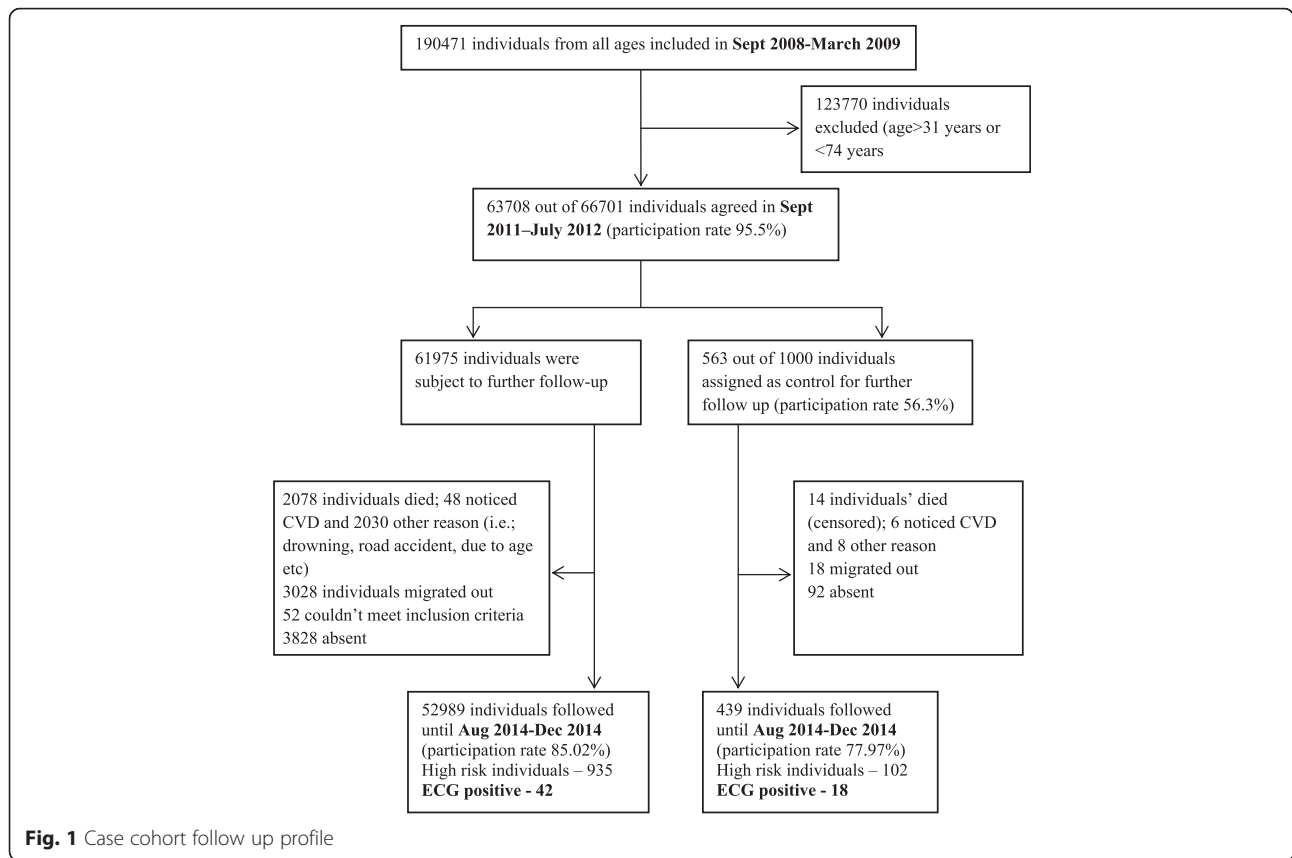 190471 individuals from all ages included in Sept 2008-March 2009
123770 individuals
excluded (age>31 years or
<74 years
63708 out of 66701 individuals agreed in Sept
2011–July 2012 (participation rate 95.5%)
61975 individuals were
subject to further follow-up
563 out of 1000 individuals
assigned as control for further
follow up (participation rate 56.3%)
2078 individuals died; 48 noticed
CVD and 2030 other reason (i.e.;
drowning, road accident, due to age
etc)
3028 individuals migrated out
52 couldn’t meet inclusion criteria
3828 absent
14 individuals’ died
(censored); 6 noticed CVD
and 8 other reason
18 migrated out
92 absent
52989 individuals followed
until Aug 2014-Dec 2014
(participation rate 85.02%)
High risk individuals – 935
ECG positive - 42
439 individuals followed
until Aug 2014-Dec 2014
(participation rate 77.97%)
High risk individuals – 102
ECG positive - 18
Fig. 1 Case cohort follow up profile